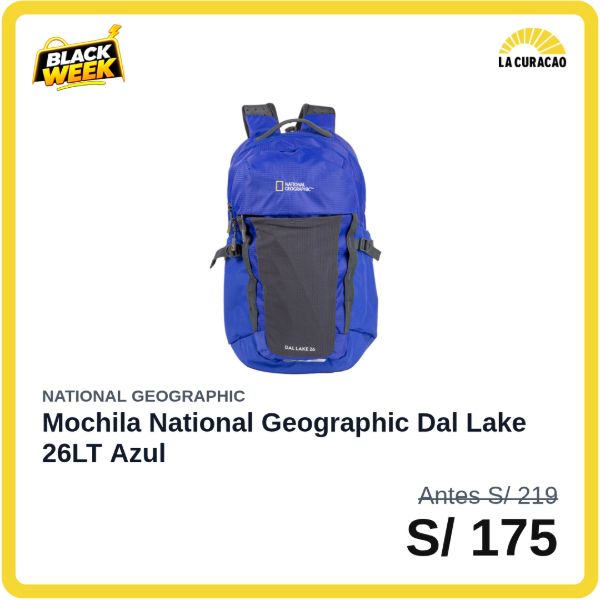 BLACK
WEEK
LA CURACAO
NATIONAL
GEOGRAPHIC
DAL LAKE 26
NATIONAL GEOGRAPHIC
Mochila National Geographic Dal Lake
26LT Azul
Antes S/ 219
S/ 175